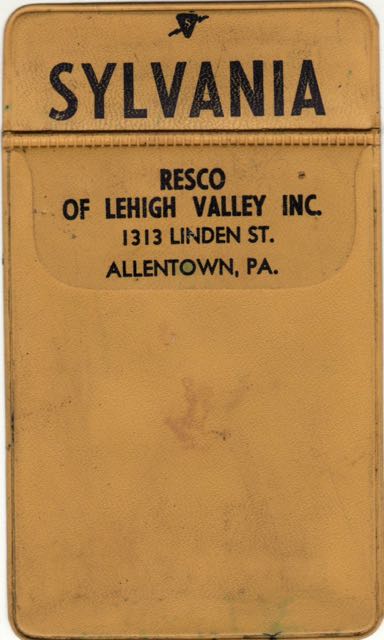 S
SYLVANIA
RESCO
OF LEHIGH VALLEY INC.
1313 LINDEN ST.
ALLENTOWN, PA.